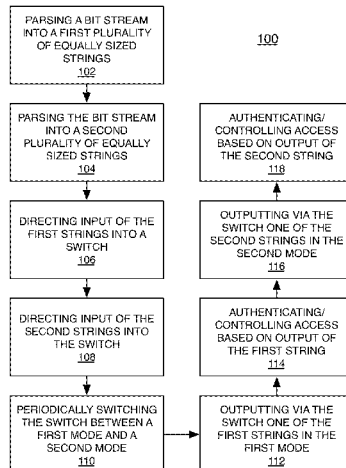 PARSING A BIT STREAM
INTO A FIRST PLURALITY
OF EQUALLY SIZED
STRINGS
102
100
PARSING THE BIT STREAM
INTO A SECOND
PLURALITY OF EQUALLY
SIZED STRINGS
104
DIRECTING INPUT OF THE
FIRST STRINGS INTO A
SWITCH
106
DIRECTING INPUT OF THE
SECOND STRINGS INTO
THE SWITCH
108
PERIODICALLY SWITCHING
THE SWITCH BETWEEN A
FIRST MODE AND A
SECOND MODE
110
OUTPUTTING VIA THE
SWITCH ONE OF THE
FIRST STRINGS IN THE
FIRST MODE
112
AUTHENTICATING/
CONTROLLING ACCESS
BASED ON OUTPUT OF
THE FIRST STRING
114
OUTPUTTING VIA THE
SWITCH ONE OF THE
SECOND STRINGS IN THE
SECOND MODE
116
AUTHENTICATING/
CONTROLLING ACCESS
BASED ON OUTPUT OF
THE SECOND STRING
118